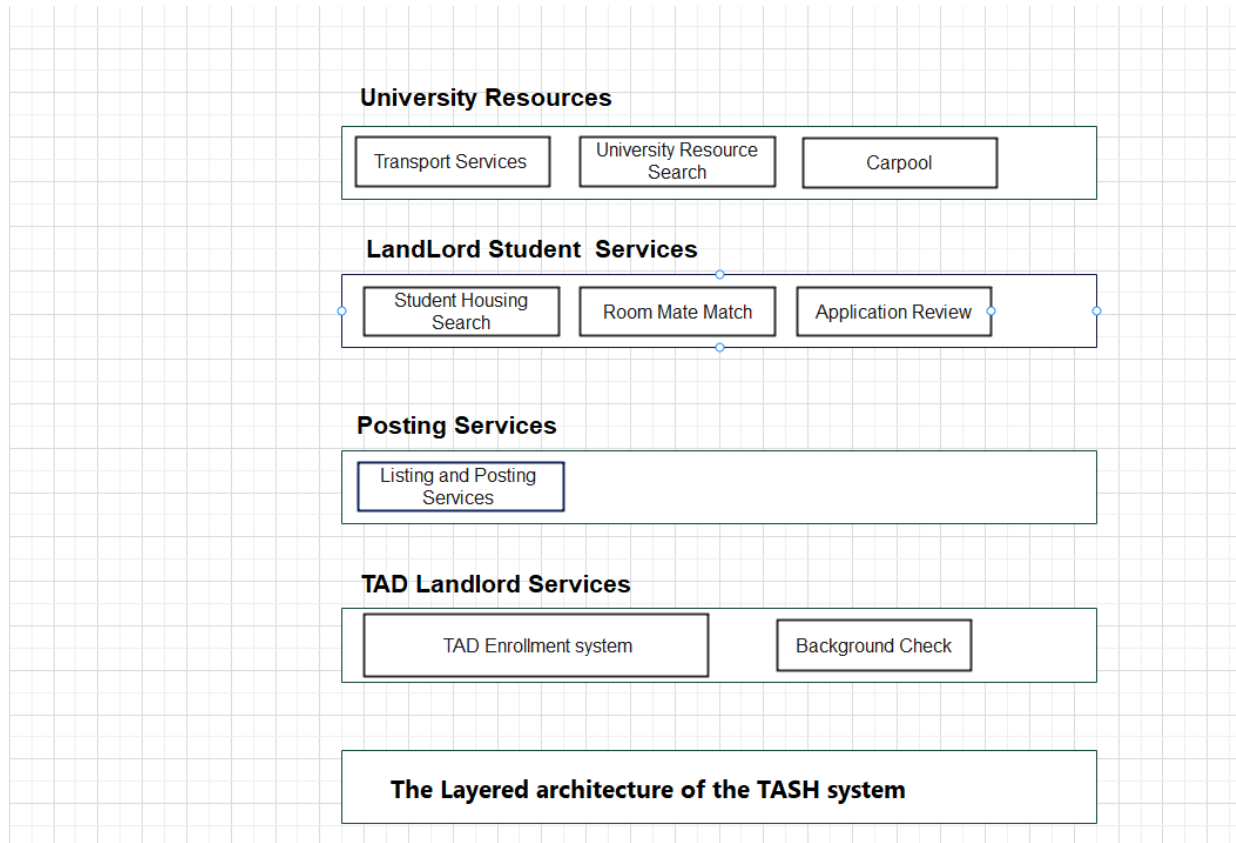 University Resources
Transport Services
University Resource
Search
Carpool
LandLord Student  Services
Student Housing
Search
Room Mate Match
Application Review
Posting Services
Listing and Posting
Services
TAD Landlord Services
TAD Enrollment system
Background Check
The Layered architecture of the TASH system